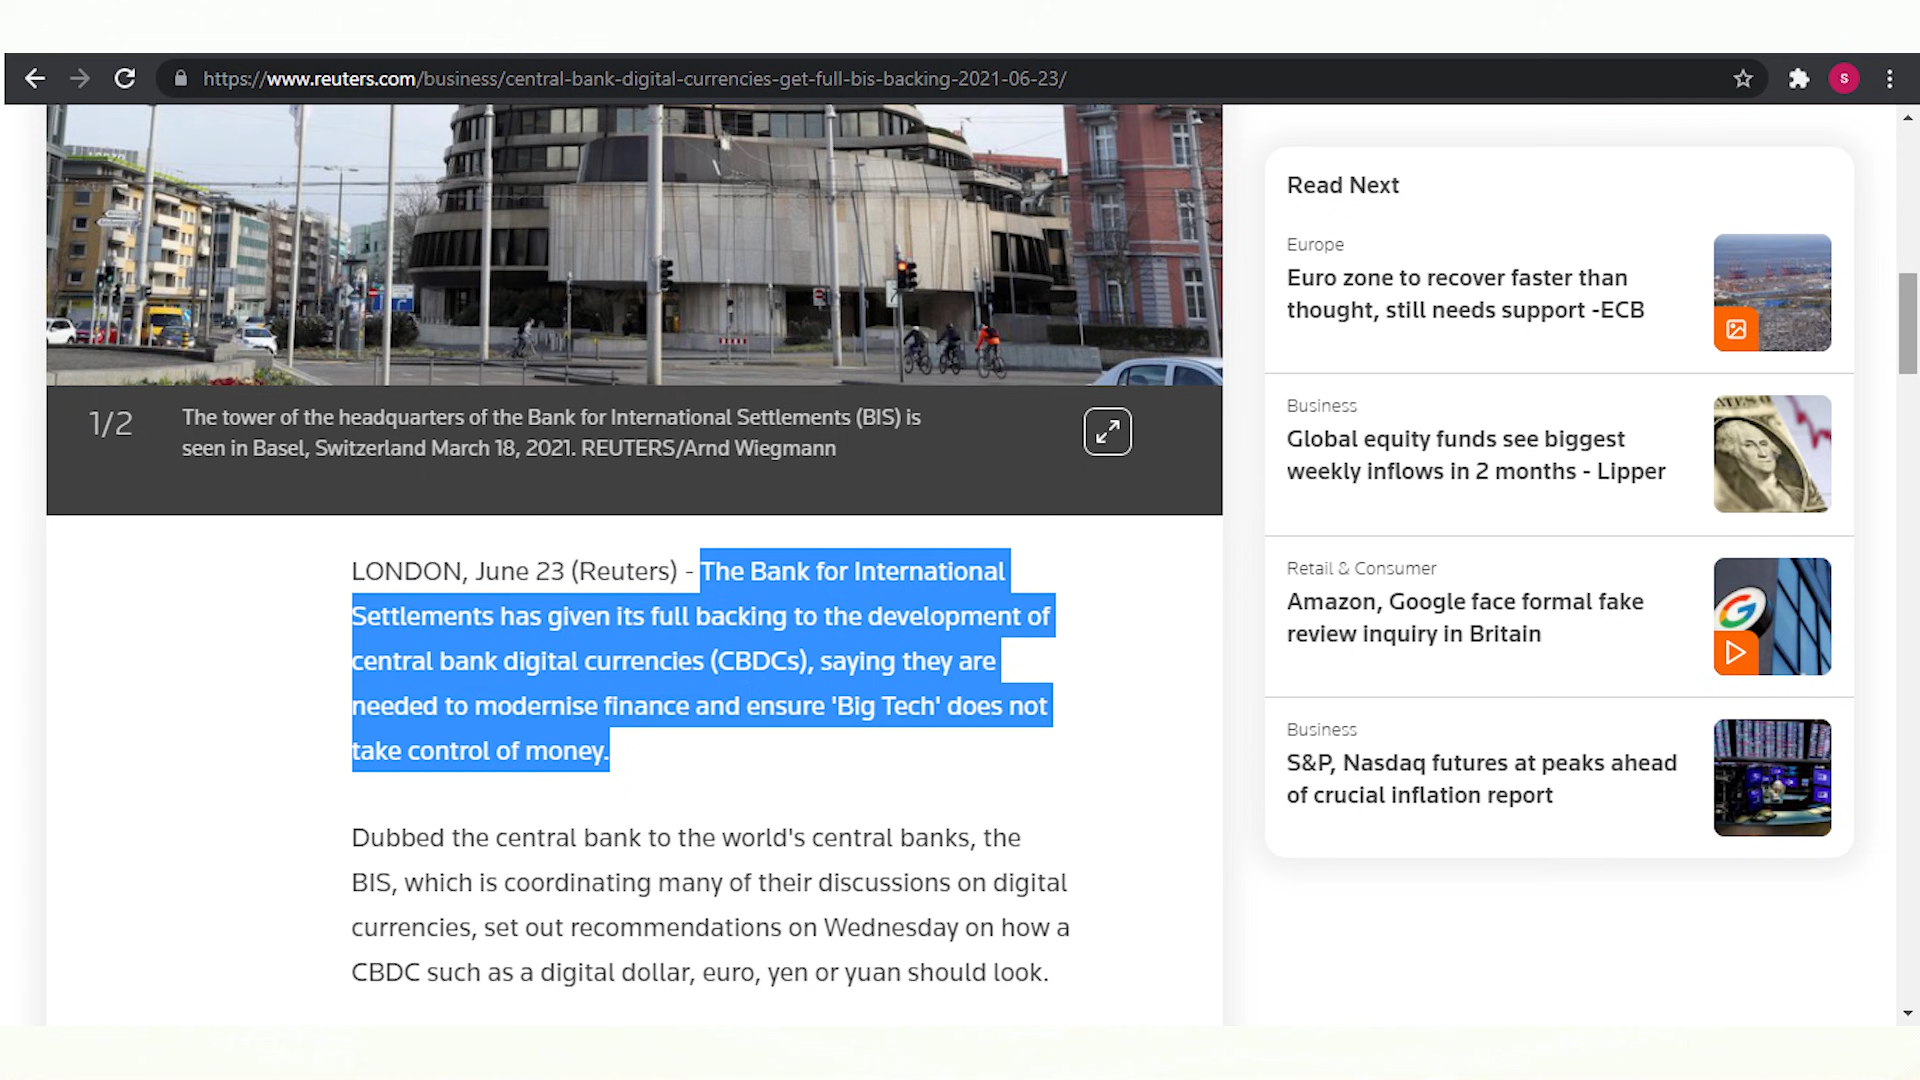 https://www.reuters.com/business/central-bank-digital-currencies-get-full-bis-backing-2021-06-23/
S
1/2
The tower of the headquarters of the Bank for International Settlements (BIS) is
seen in Basel, Switzerland March 18, 2021. REUTERS/Arnd Wiegmann
LONDON, June 23 (Reuters) - The Bank for International
Settlements has given its full backing to the development of
central bank digital currencies (CBDCs), saying they are
needed to modernise finance and ensure 'Big Tech' does not
take control of money.
Dubbed the central bank to the world's central banks, the
BIS, which is coordinating many of their discussions on digital
currencies, set out recommendations on Wednesday on how a
CBDC such as a digital dollar, euro, yen or yuan should look.
Read Next
Europe
Euro zone to recover faster than
thought, still needs support -ECB
Business
Global equity funds see biggest
weekly inflows in 2 months - Lipper
Retail & Consumer
Amazon, Google face formal fake
review inquiry in Britain
Business
S&P, Nasdaq futures at peaks ahead
of crucial inflation report